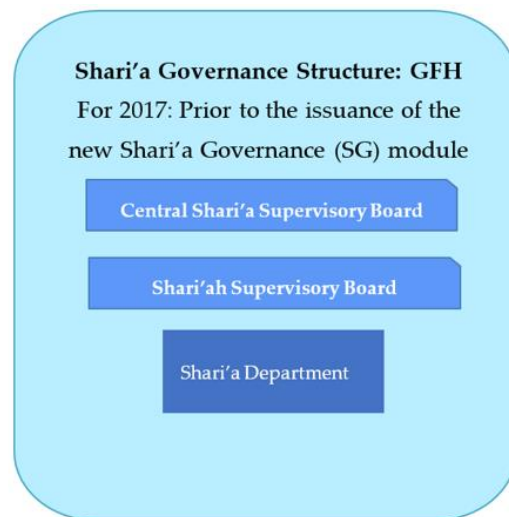 Shari’a Governance Structure: GFH
For 2017: Prior to the issuance of the
new Shari’a Governance (SG) module
Central Shari’a Supervisory Board
Shari’ah Supervisory Board
Shari’a Department